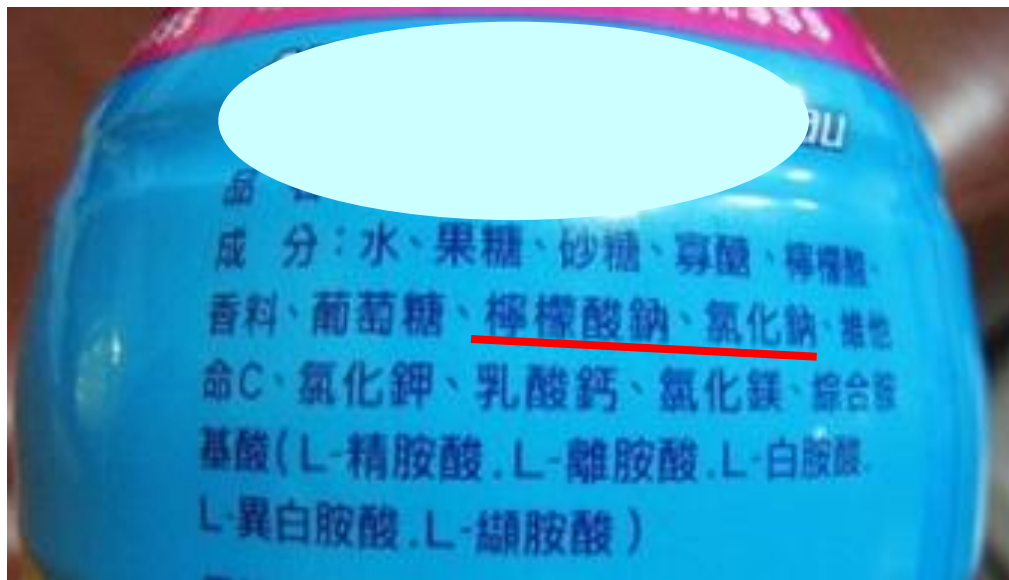 au
品
成 分：水、果糖、砂糖、寡醣、檸檬酸、
香料、葡萄糖、檸檬酸鈉、氯化鈉、維他
命C、氯化鉀、乳酸鈣、氯化鎂、綜合胺
基酸(L-精胺酸.L-離胺酸.L-白胺酸.
L-異白胺酸.L-纈胺酸)